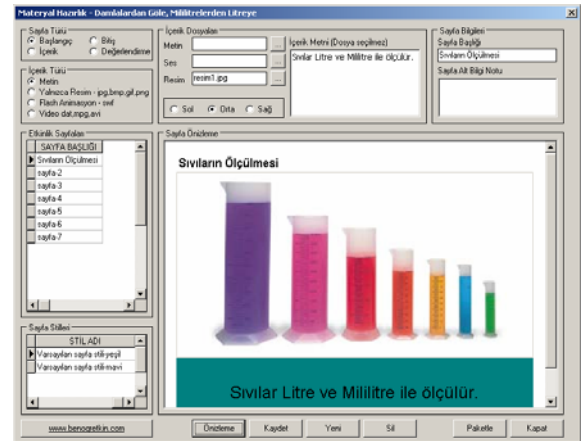 Materyal Hazırlık - Damlalardan Göle, Mililitrelerden Litreye
Sayfa Türü
Başlangıç
Bitiş
İçerik
Değerlendirme
İçerik Türü
Metin
Yalnızca Resim - jpg,bmp,gif,png
Flash Animasyon - swf
Video dat,mpg,avi
İçerik Dosyaları
Metin
...
Ses
...
Resim
resim1.jpg
...
Sol
Orta
Sağ
İçerik Metni (Dosya seçilmez)
Sıvılar Litre ve Mililitre ile ölçülür.
Sayfa Bilgileri
Sayfa Başlığı
Sıvıların Ölçülmesi
Sayfa Alt Bilgi Notu
Etkinlik Sayfaları
SAYFA BAŞLIĞI
Sıvıların Ölçülmesi
sayfa-2
sayfa-3
sayfa-4
sayfa-5
sayfa-6
sayfa-7
Sayfa Stilleri
STİL ADI
Varsayılan sayfa stili-yeşil
Varsayılan sayfa stili-mavi
Sayfa Önizleme
Sıvıların Ölçülmesi
Sıvılar Litre ve Mililitre ile ölçülür.
www.benogretkin.com
Önizleme
Kaydet
Yeni
Sil
Paketle
Kapat